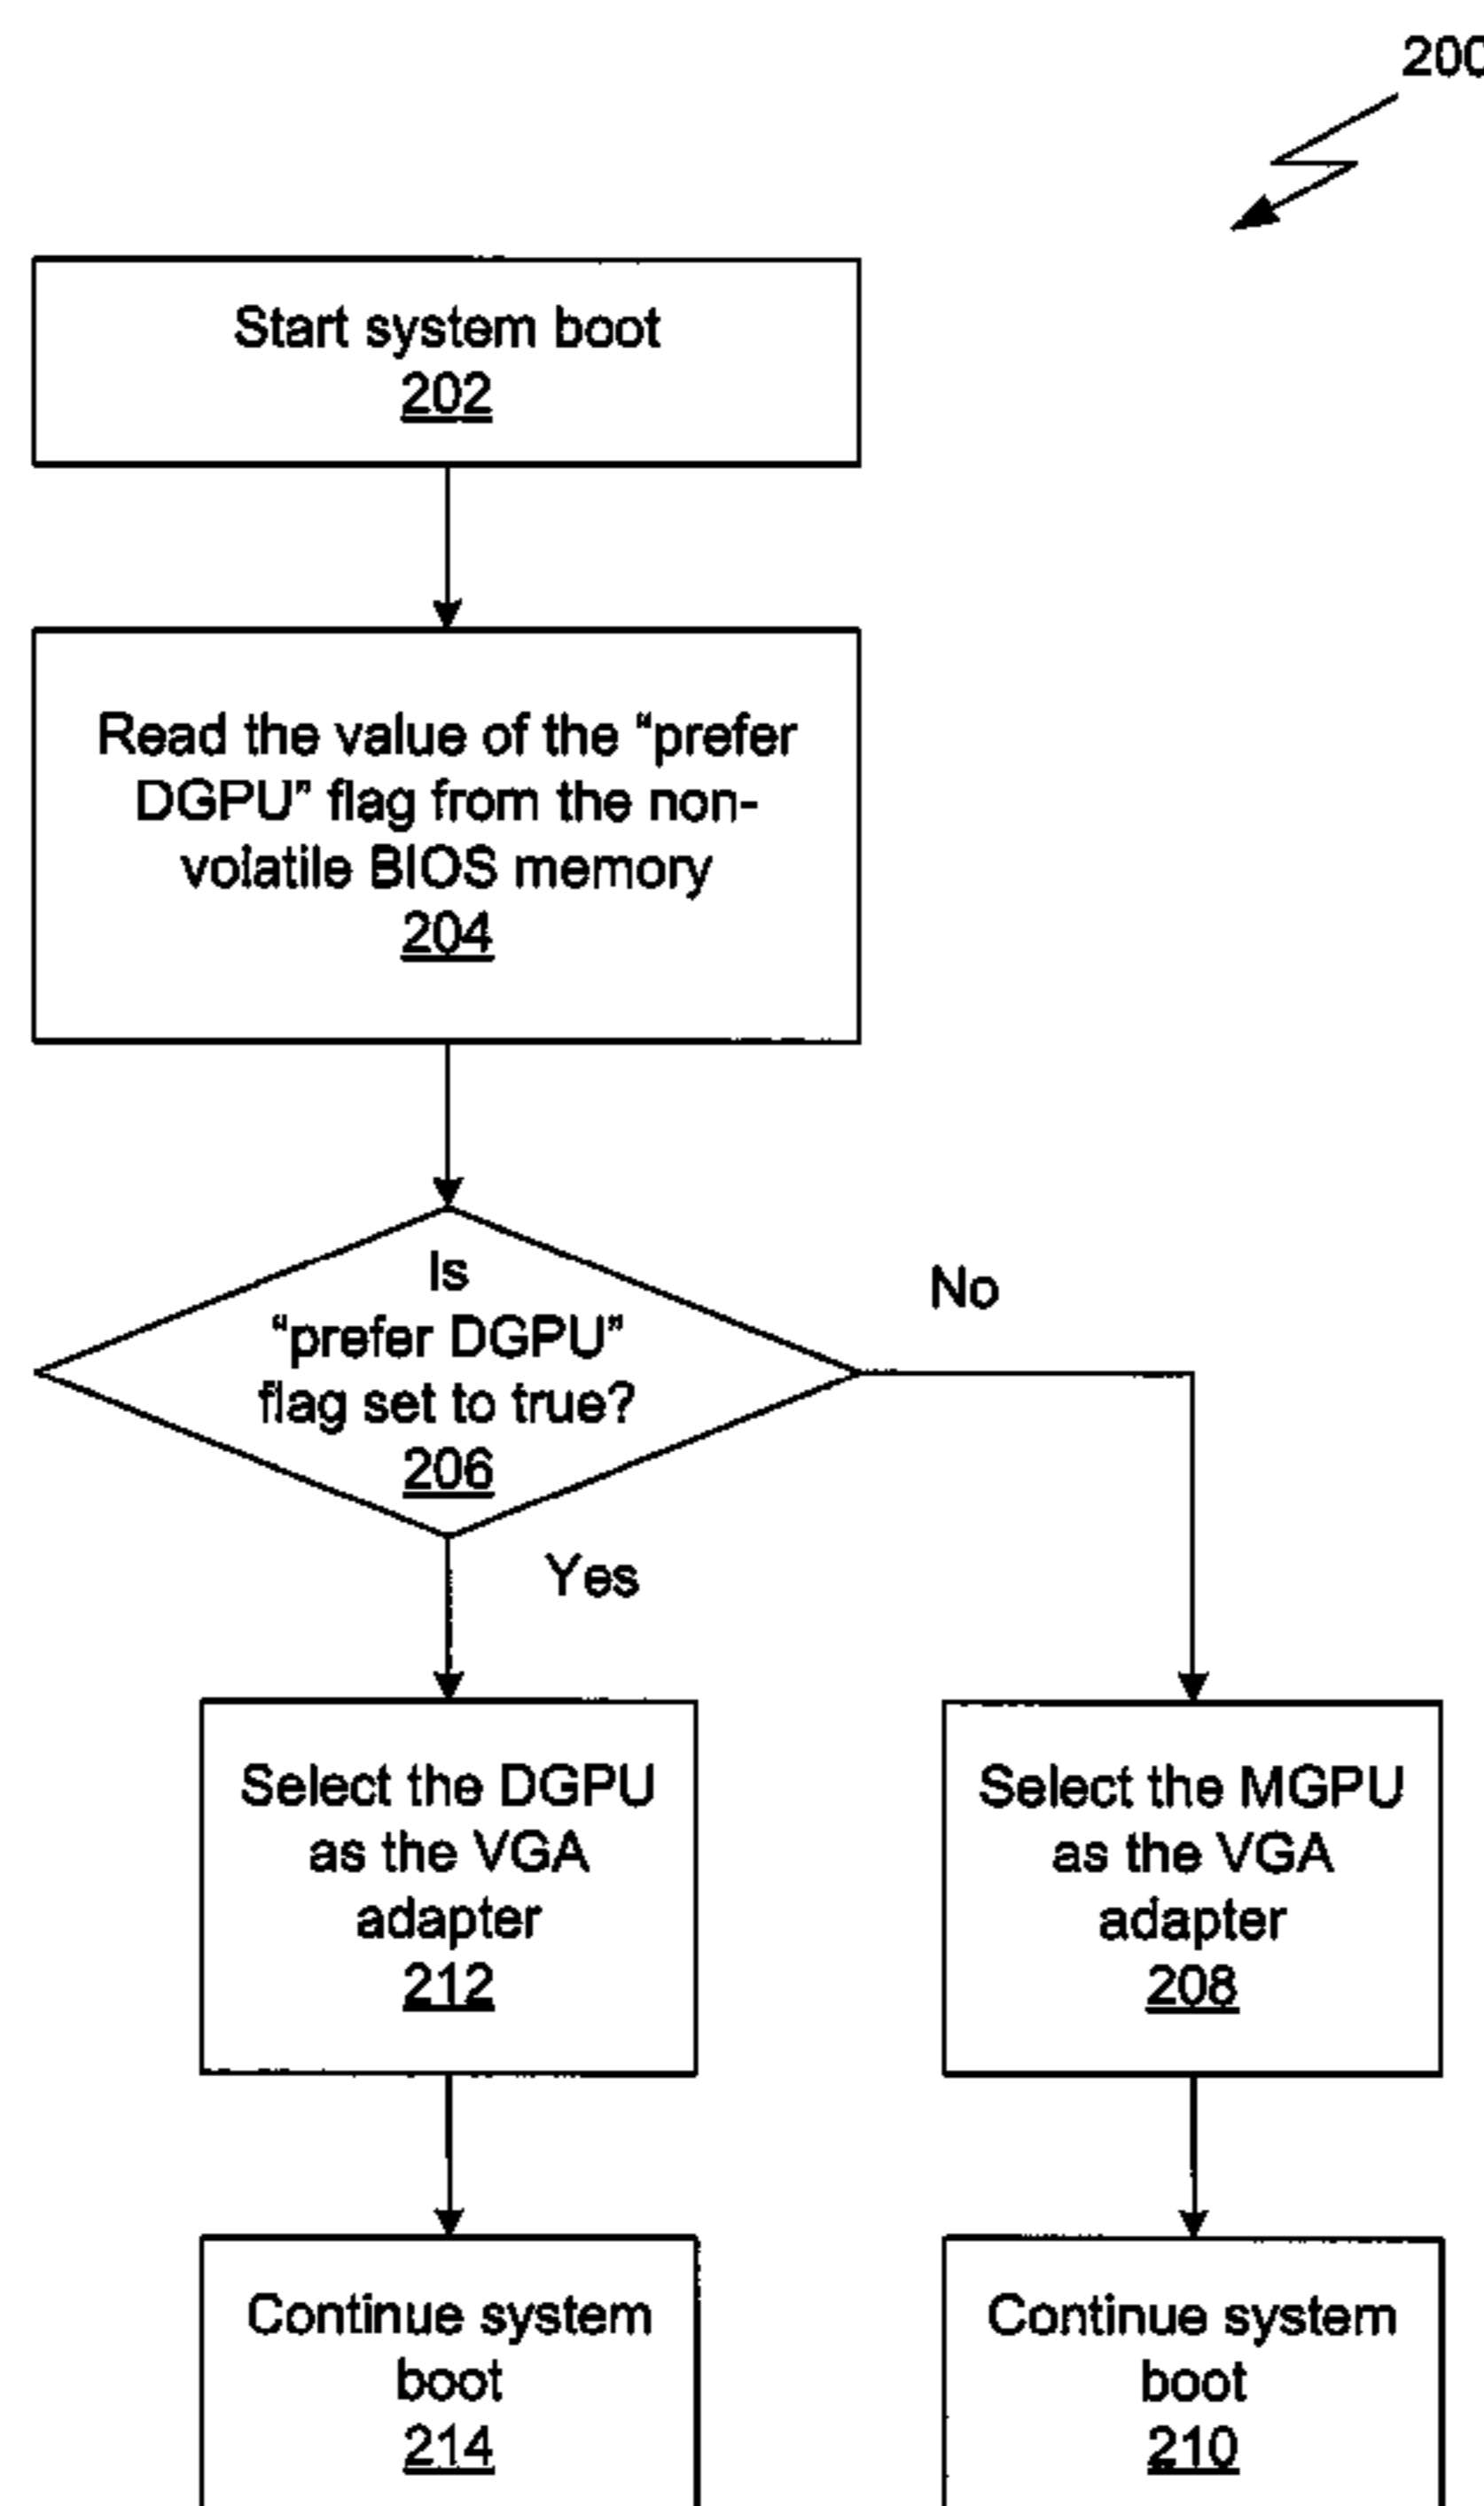 200
Start system boot
202
Read the value of the “prefer
DGPU” flag from the non-
volatile BIOS memory
204
Is
“prefer DGPU”
flag set to true?
206
No
Yes
Select the DGPU
as the VGA
adapter
212
Select the MGPU
as the VGA
adapter
208
Continue system
boot
214
Continue system
boot
210